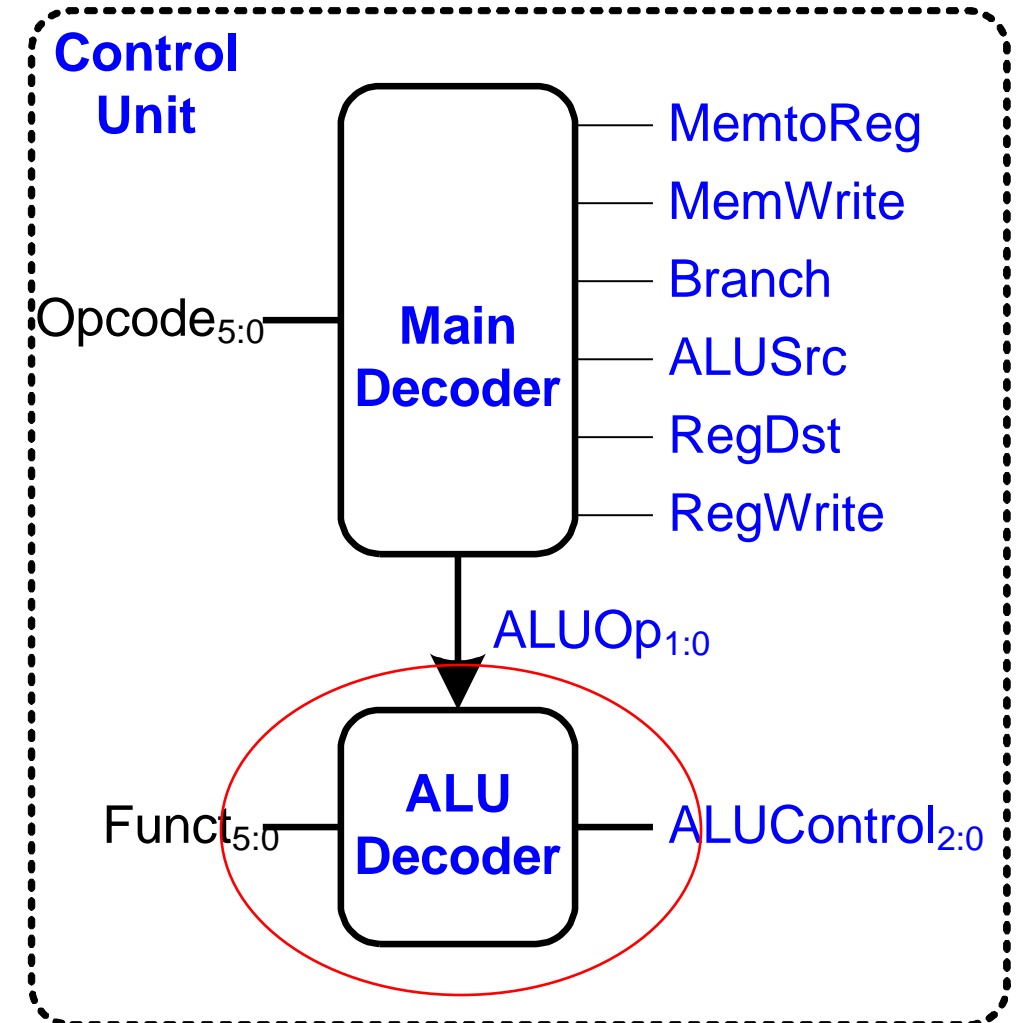 Control
Unit
MemtoReg
MemWrite
Branch
Opcode5:0
Main
Decoder
ALUSrc
RegDst
RegWrite
ALUOp1:0
Funct5:0
ALU
Decoder
ALUControl2:0